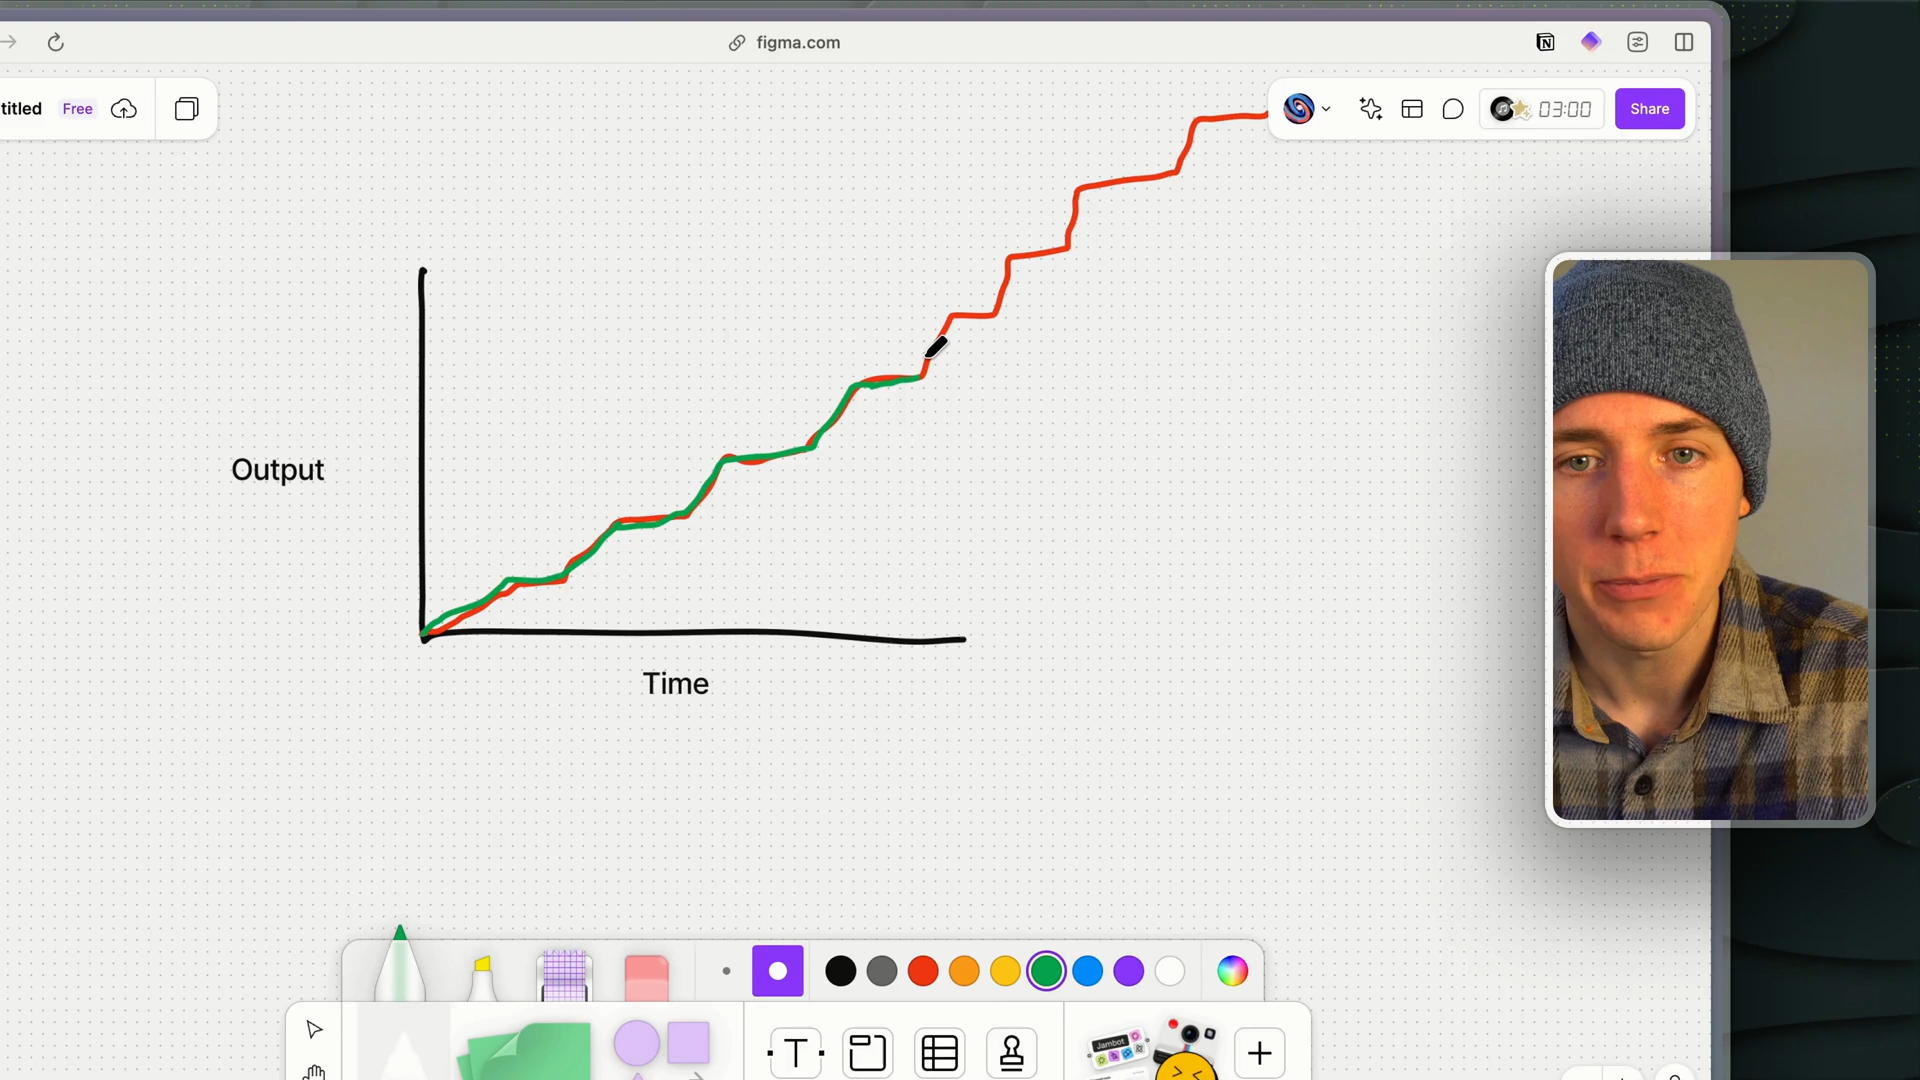 figma.com
titled Free
03:00 Share
Output
Time
T
Jambot